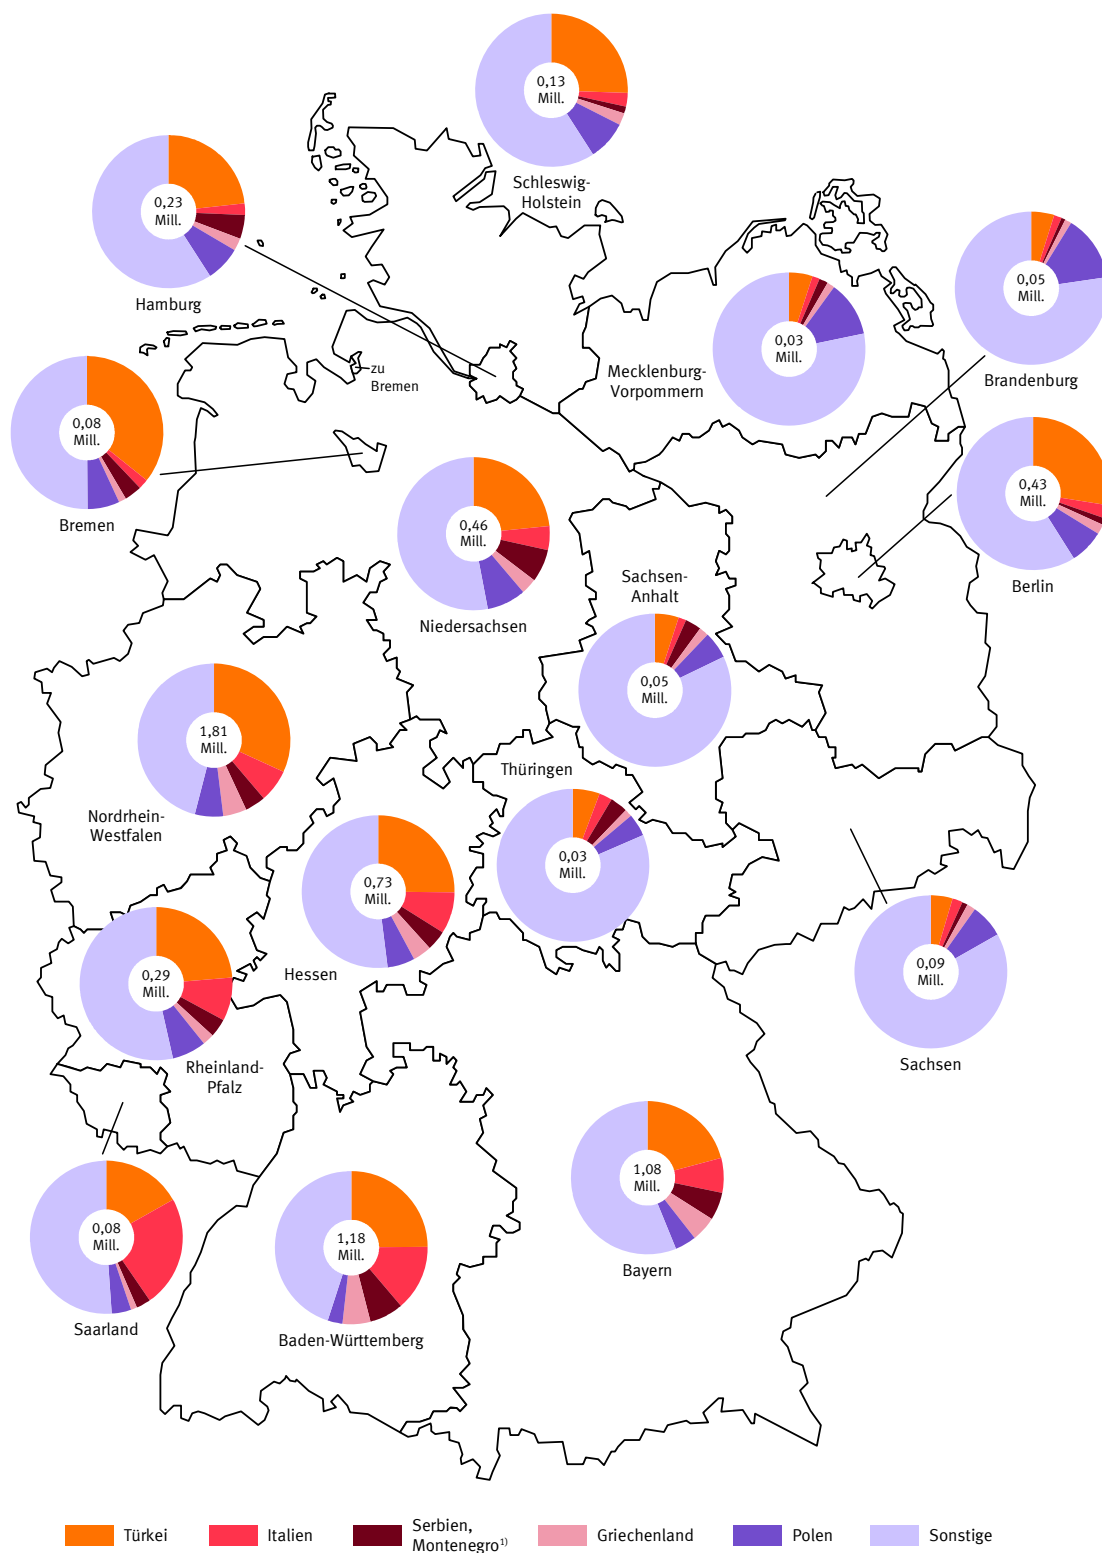 0,13
Mill.
Schleswig-
Holstein
0,23
Mill.
Hamburg
0,05
Mill.
Brandenburg
0,03
Mill.
Mecklenburg-
Vorpommern
zu
Bremen
0,08
Mill.
Bremen
0,43
Mill.
Berlin
0,46
Mill.
Niedersachsen
Sachsen-
Anhalt
0,05
Mill.
1,81
Mill.
Nordrhein-
Westfalen
Thüringen
0,03
Mill.
0,73
Mill.
Hessen
0,09
Mill.
Sachsen
0,29
Mill.
Rheinland-
Pfalz
1,08
Mill.
Bayern
0,08
Mill.
Saarland
1,18
Mill.
Baden-Württemberg
Türkei
Italien
Serbien,
Montenegro¹⁾
Griechenland
Polen
Sonstige